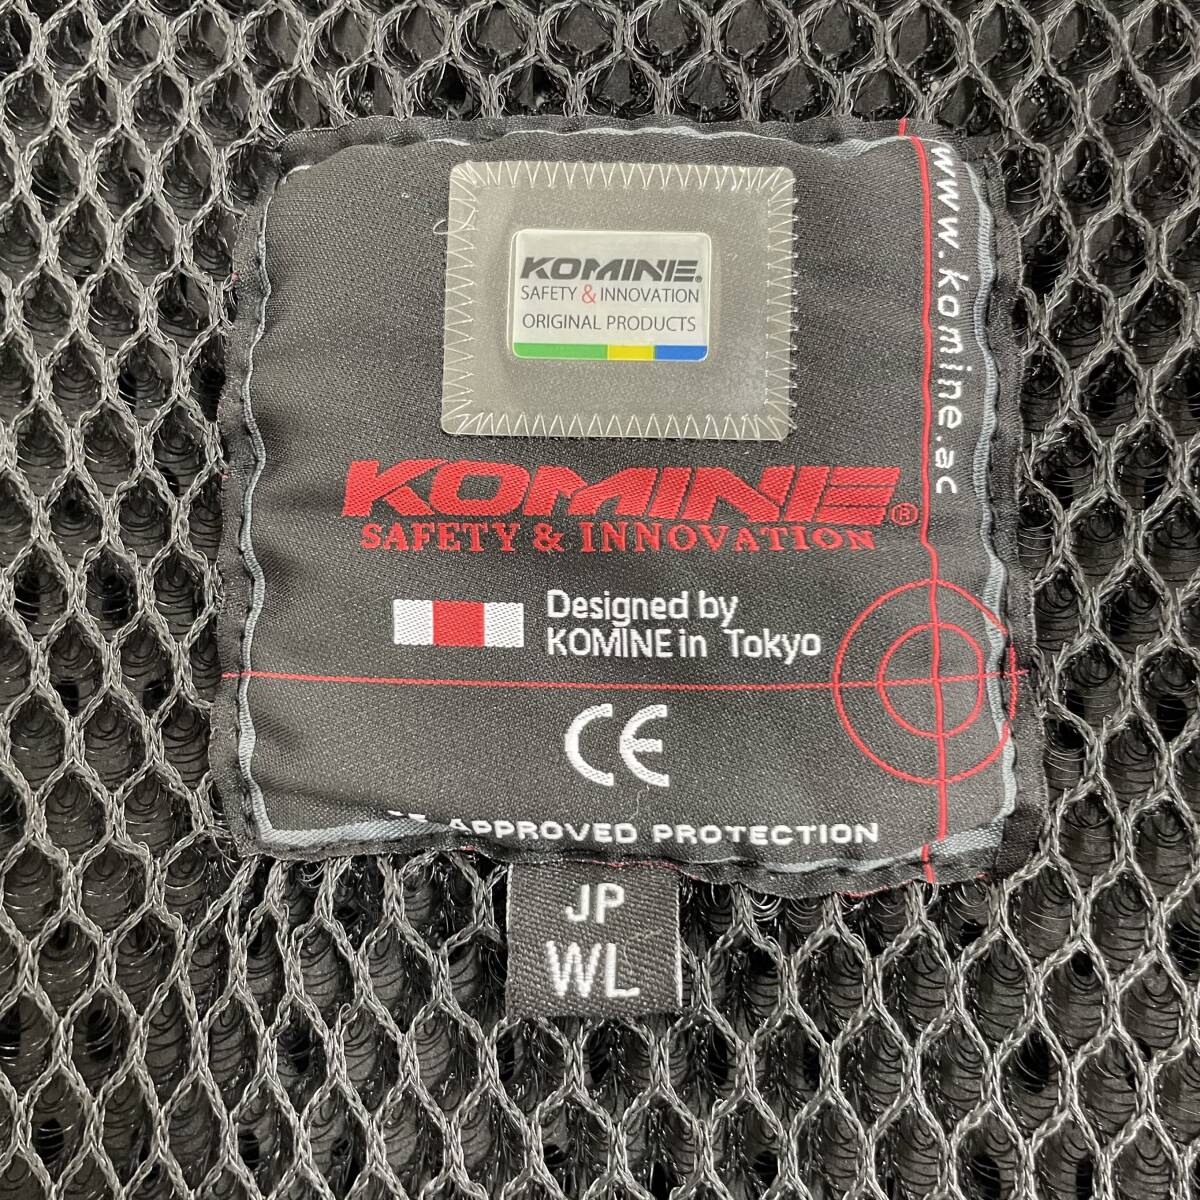 KOMINE®
SAFETY & INNOVATION
ORIGINAL PRODUCTS
KOMINE®
SAFETY & INNOVATION
Designed by
KOMINE in Tokyo
CE
APPROVED PROTECTION
www.komine.ac
JP
WL